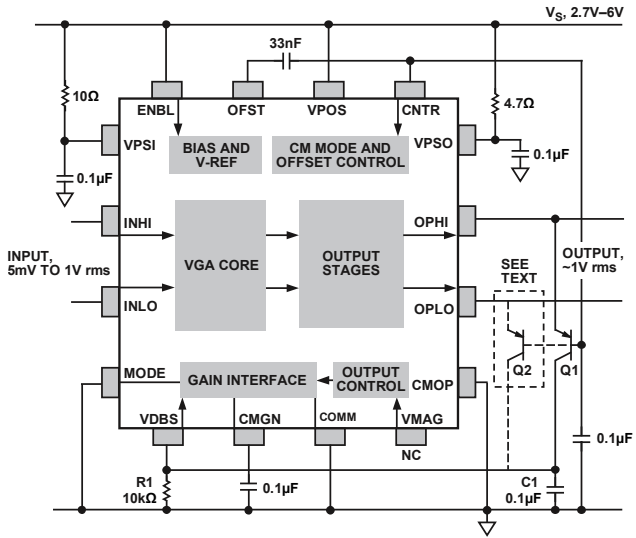 V_S, 2.7V–6V
33nF
10Ω
4.7Ω
ENBL
OFST
VPOS
CNTR
VPSI
BIAS AND
V-REF
CM MODE AND
OFFSET CONTROL
VPSO
0.1µF
0.1µF
INHI
OPHI
INPUT,
5mV TO 1V rms
VGA CORE
OUTPUT
STAGES
SEE
TEXT
OUTPUT,
~1V rms
INLO
OPLO
Q2
Q1
MODE
GAIN INTERFACE
OUTPUT
CONTROL
CMOP
VDBS
CMGN
COMM
VMAG
NC
0.1µF
R1
10kΩ
0.1µF
C1
0.1µF